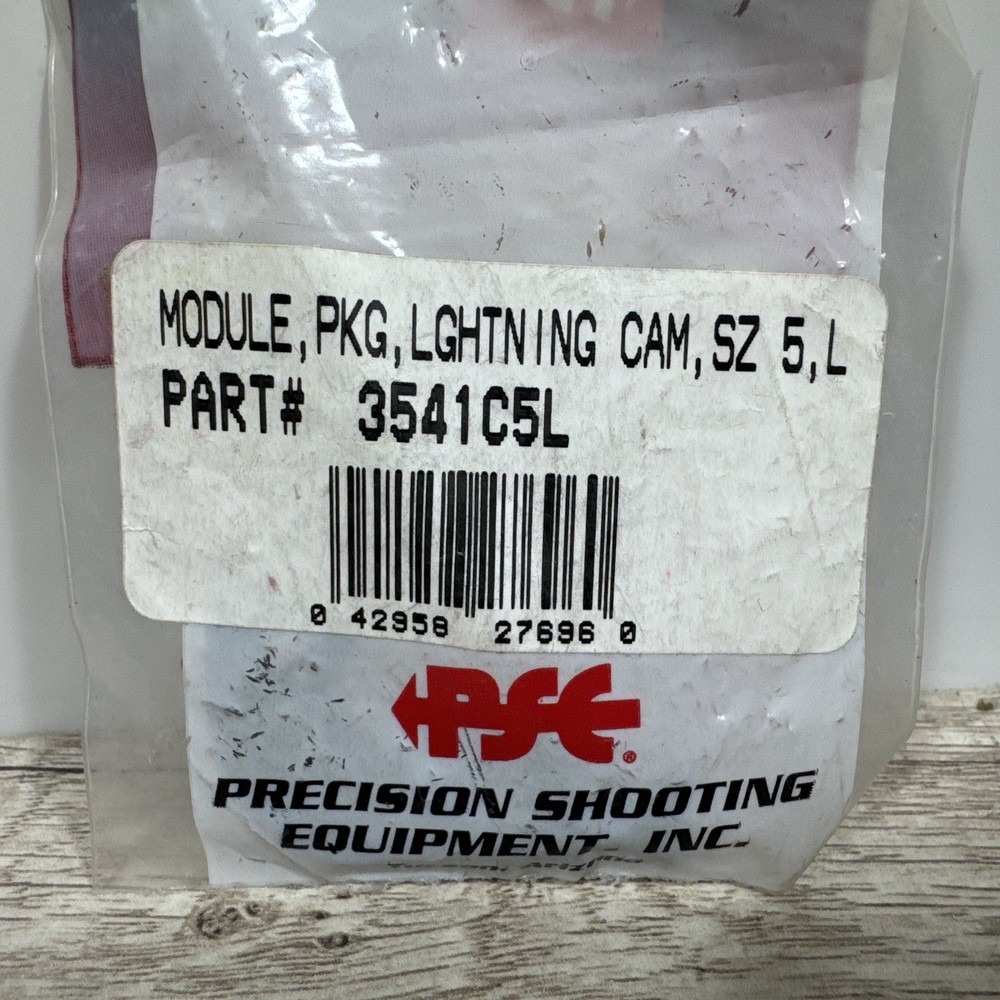 MODULE,PKG,LGHTNING CAM,SZ 5,L
PART# 3541C5L
0 42958 27696 0
PSE®
PRECISION SHOOTING
EQUIPMENT, INC.